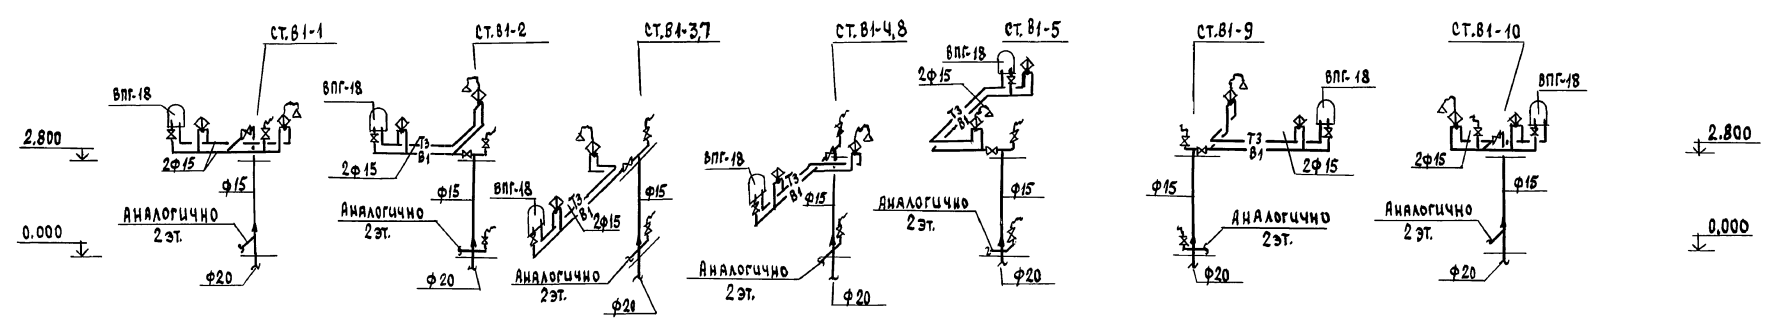 СТ.В1-1
ВПГ-18
2.800
2Ф15
Ф15
АНАЛОГИЧНО
2 ЭТ.
0.000
Ф20
СТ.В1-2
ВПГ-18
Т3
В1
2Ф15
Ф15
АНАЛОГИЧНО
2 ЭТ.
Ф20
СТ.В1-3,7
ВПГ-18
Т3
В1
2Ф15
Ф15
АНАЛОГИЧНО
2 ЭТ.
Ф20
СТ.В1-4,8
ВПГ-18
Т3
В1
Ф15
АНАЛОГИЧНО
2 ЭТ.
Ф20
СТ.В1-5
ВПГ-18
2Ф15
Т3
В1
Ф15
АНАЛОГИЧНО
2 ЭТ.
Ф20
СТ.В1-9
ВПГ-18
Т3
В1
2Ф15
Ф15
АНАЛОГИЧНО
2 ЭТ.
Ф20
СТ.В1-10
ВПГ-18
2Ф15
Ф15
АНАЛОГИЧНО
2 ЭТ.
Ф20
2.800
0,000